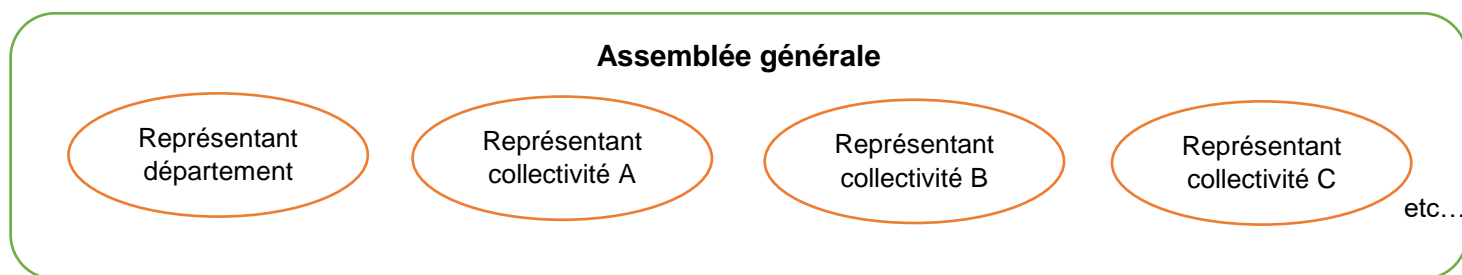 Assemblée générale
Représentant
département
Représentant
collectivité A
Représentant
collectivité B
Représentant
collectivité C
etc…